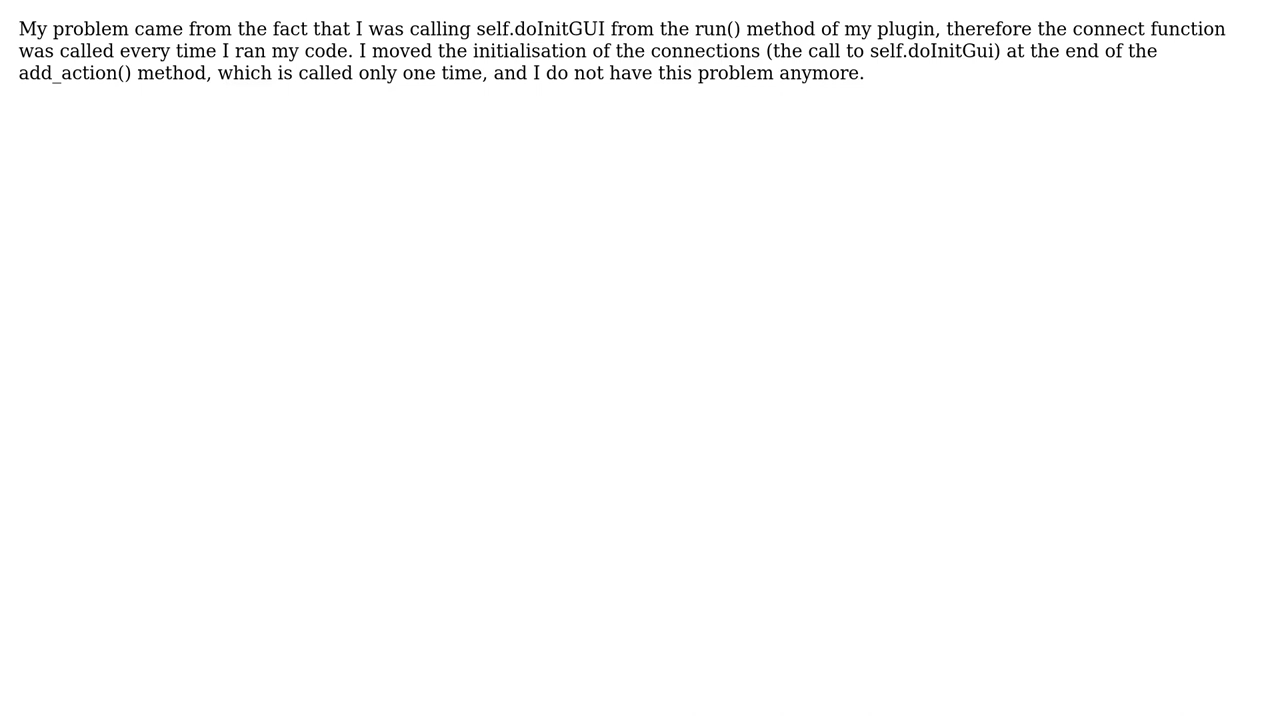 My problem came from the fact that I was calling self.doInitGUI from the run() method of my plugin, therefore the connect function
was called every time I ran my code. I moved the initialisation of the connections (the call to self.doInitGui) at the end of the
add_action() method, which is called only one time, and I do not have this problem anymore.